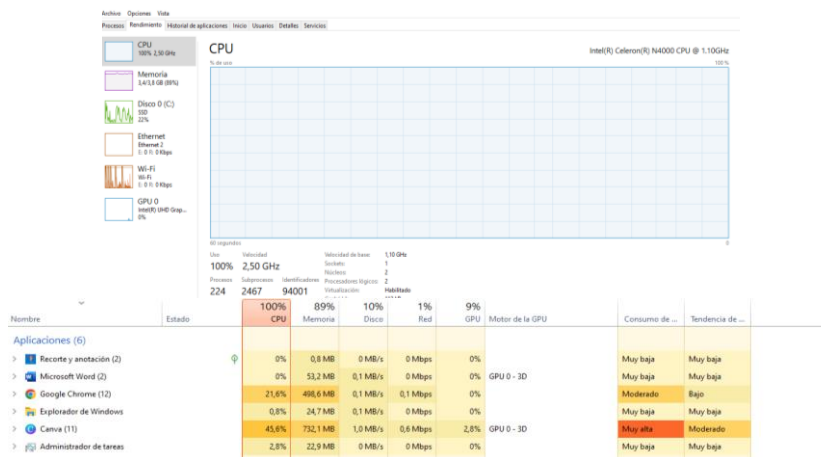 Archivo Opciones Vista
Procesos Rendimiento Historial de aplicaciones Inicio Usuarios Detalles Servicios
CPU
100% 2,50 GHz
Memoria
3,4/3,8 GB (89%)
Disco 0 (C:)
SSD
22%
Ethernet
Ethernet 2
E: 0 R: 0 Kbps
Wi-Fi
Wi-Fi
E: 0 R: 0 Kbps
GPU 0
Intel(R) UHD Grap...
0%
CPU Intel(R) Celeron(R) N4000 CPU @ 1.10GHz
% de uso 100 %
60 segundos 0
Uso Velocidad Velocidad de base: 1,10 GHz
100% 2,50 GHz Sockets: 1
Núcleos: 2
Procesos Subprocesos Identificadores Procesadores lógicos: 2
224 2467 94001 Virtualización: Habilitado
100% 89% 10% 1% 9%
Nombre Estado CPU Memoria Disco Red GPU Motor de la GPU Consumo de ... Tendencia de ...
Aplicaciones (6)
Recorte y anotación (2) 0% 0,8 MB 0 MB/s 0 Mbps 0% Muy baja Muy baja
Microsoft Word (2) 0% 53,2 MB 0,1 MB/s 0 Mbps 0% GPU 0 - 3D Muy baja Muy baja
Google Chrome (12) 21,6% 498,6 MB 0,1 MB/s 0,1 Mbps 0% Moderado Bajo
Explorador de Windows 0,8% 24,7 MB 0,1 MB/s 0 Mbps 0% Muy baja Muy baja
Canva (11) 45,6% 732,1 MB 1,0 MB/s 0,6 Mbps 2,8% GPU 0 - 3D Muy alta Moderado
Administrador de tareas 2,8% 22,9 MB 0 MB/s 0 Mbps 0% Muy baja Muy baja